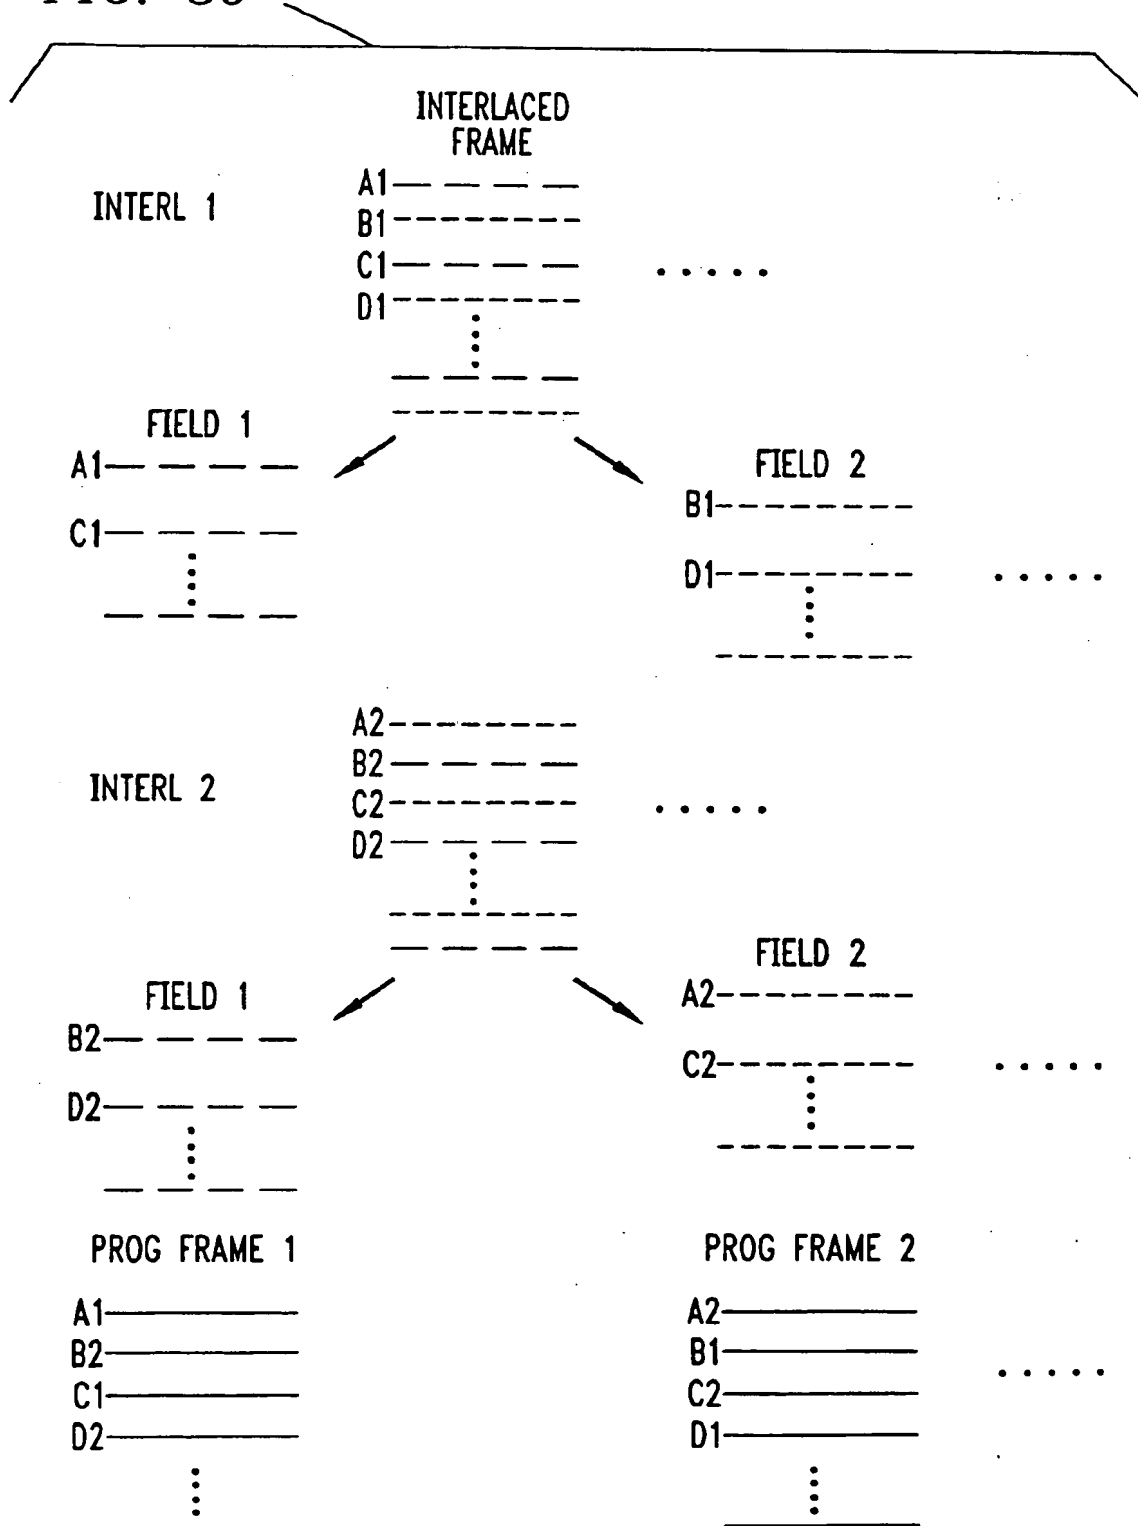 INTERLACED
FRAME
INTERL 1
A1
B1
C1
D1
FIELD 1
A1
C1
FIELD 2
B1
D1
INTERL 2
A2
B2
C2
D2
FIELD 1
B2
D2
FIELD 2
A2
C2
PROG FRAME 1
A1
B2
C1
D2
PROG FRAME 2
A2
B1
C2
D1